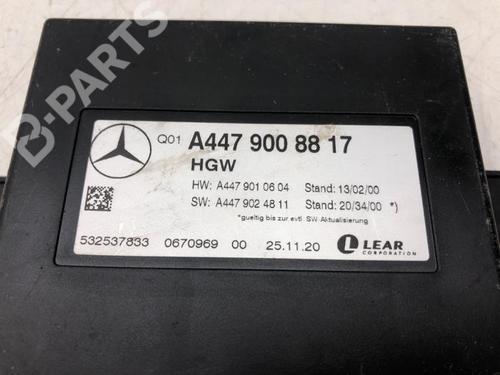 B-PARTS
Q01 A447 900 88 17
HGW
HW: A447 901 06 04 Stand: 13/02/00
SW: A447 902 48 11 Stand: 20/34/00 *)
*gueltig bis zur evtl. SW Aktualisierung
532537833 0670969 00 25.11.20 LEAR
CORPORATION